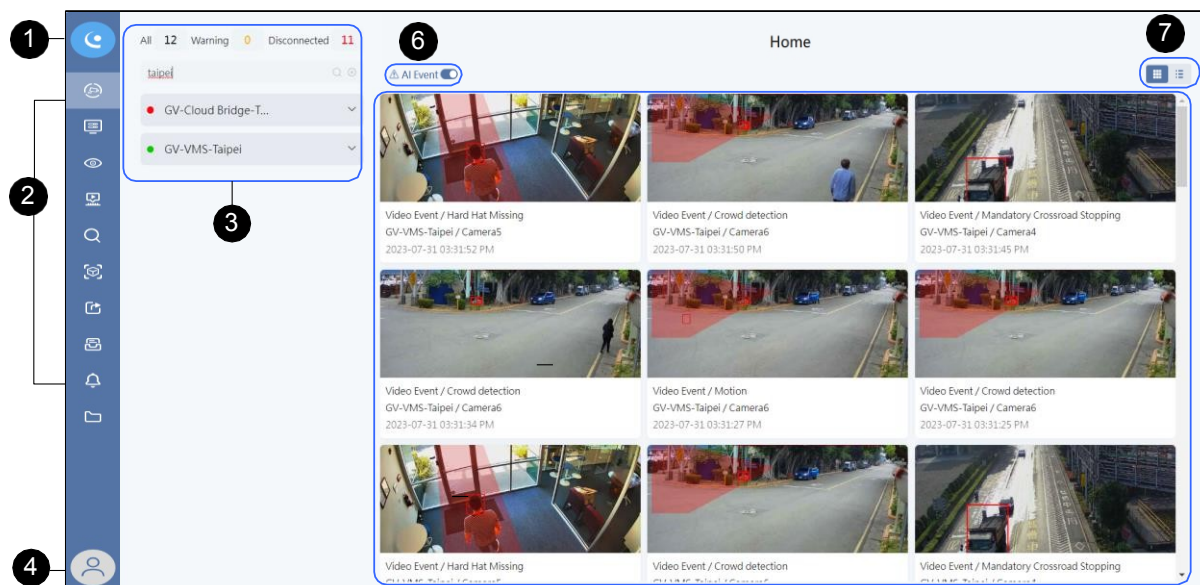 1
2
3
4
6
7
All 12 Warning 0 Disconnected 11
taipei
GV-Cloud Bridge-T...
GV-VMS-Taipei
Home
AI Event
Video Event / Hard Hat Missing
GV-VMS-Taipei / Camera5
2023-07-31 03:31:52 PM
Video Event / Crowd detection
GV-VMS-Taipei / Camera6
2023-07-31 03:31:50 PM
Video Event / Mandatory Crossroad Stopping
GV-VMS-Taipei / Camera4
2023-07-31 03:31:45 PM
Video Event / Crowd detection
GV-VMS-Taipei / Camera6
2023-07-31 03:31:34 PM
Video Event / Motion
GV-VMS-Taipei / Camera6
2023-07-31 03:31:27 PM
Video Event / Crowd detection
GV-VMS-Taipei / Camera6
2023-07-31 03:31:25 PM
Video Event / Hard Hat Missing
Video Event / Crowd detection
Video Event / Mandatory Crossroad Stopping